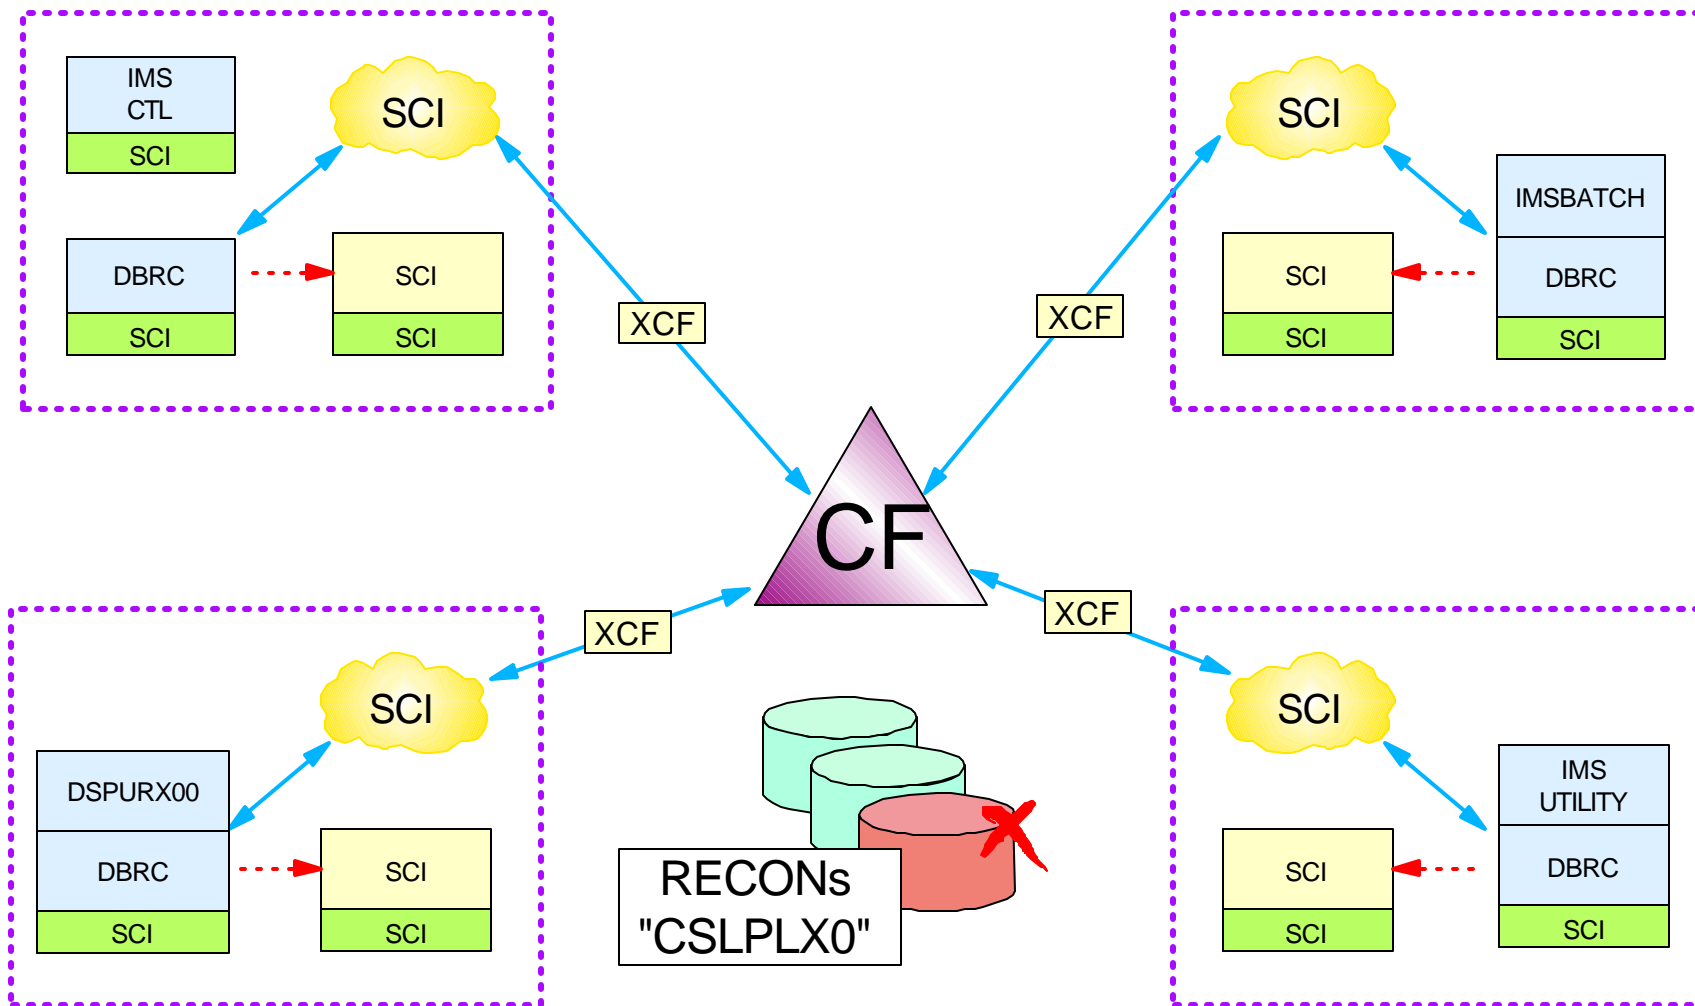 IMS
CTL
SCI
SCI
DBRC
SCI
SCI
SCI
XCF
SCI
IMSBATCH
DBRC
SCI
SCI
SCI
XCF
CF
SCI
DSPURX00
DBRC
SCI
SCI
SCI
XCF
RECONs
"CSLPLX0"
XCF
SCI
IMS
UTILITY
DBRC
SCI
SCI
SCI